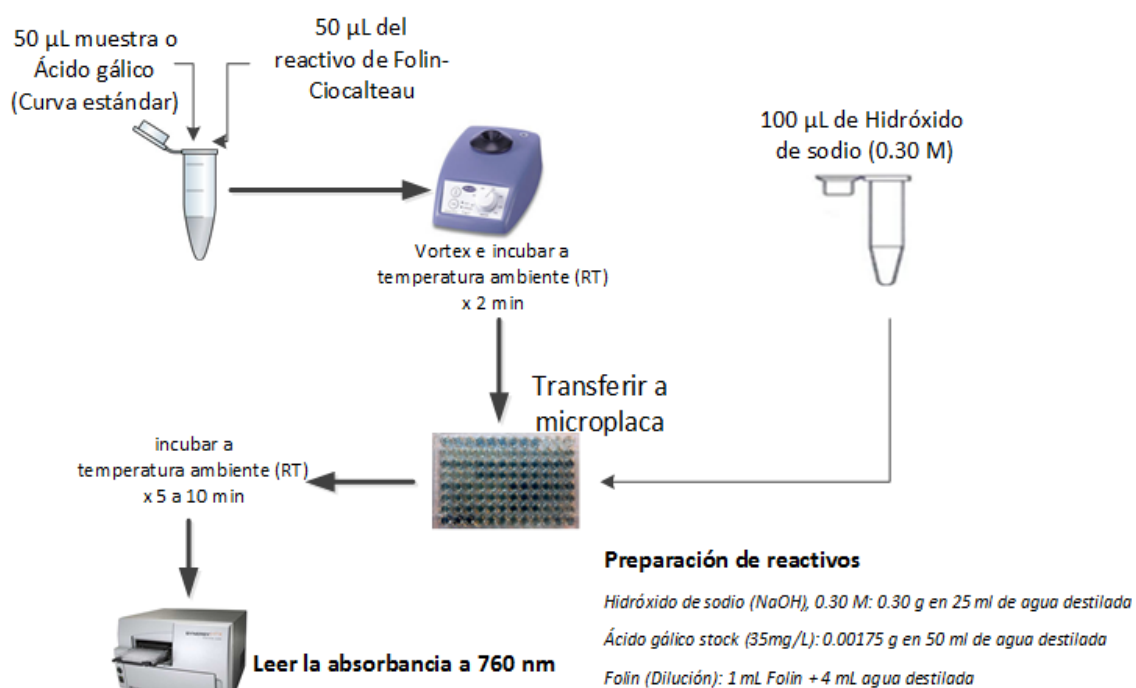 50 µL muestra o
Ácido gálico
(Curva estándar)
50 µL del
reactivo de Folin-
Ciocalteau
100 µL de Hidróxido
de sodio (0.30 M)
Vortex e incubar a
temperatura ambiente (RT)
x 2 min
Transferir a
microplaca
incubar a
temperatura ambiente (RT)
x 5 a 10 min
Leer la absorbancia a 760 nm
Preparación de reactivos
Hidróxido de sodio (NaOH), 0.30 M: 0.30 g en 25 ml de agua destilada
Ácido gálico stock (35mg/L): 0.00175 g en 50 ml de agua destilada
Folin (Dilución): 1 mL Folin + 4 mL agua destilada